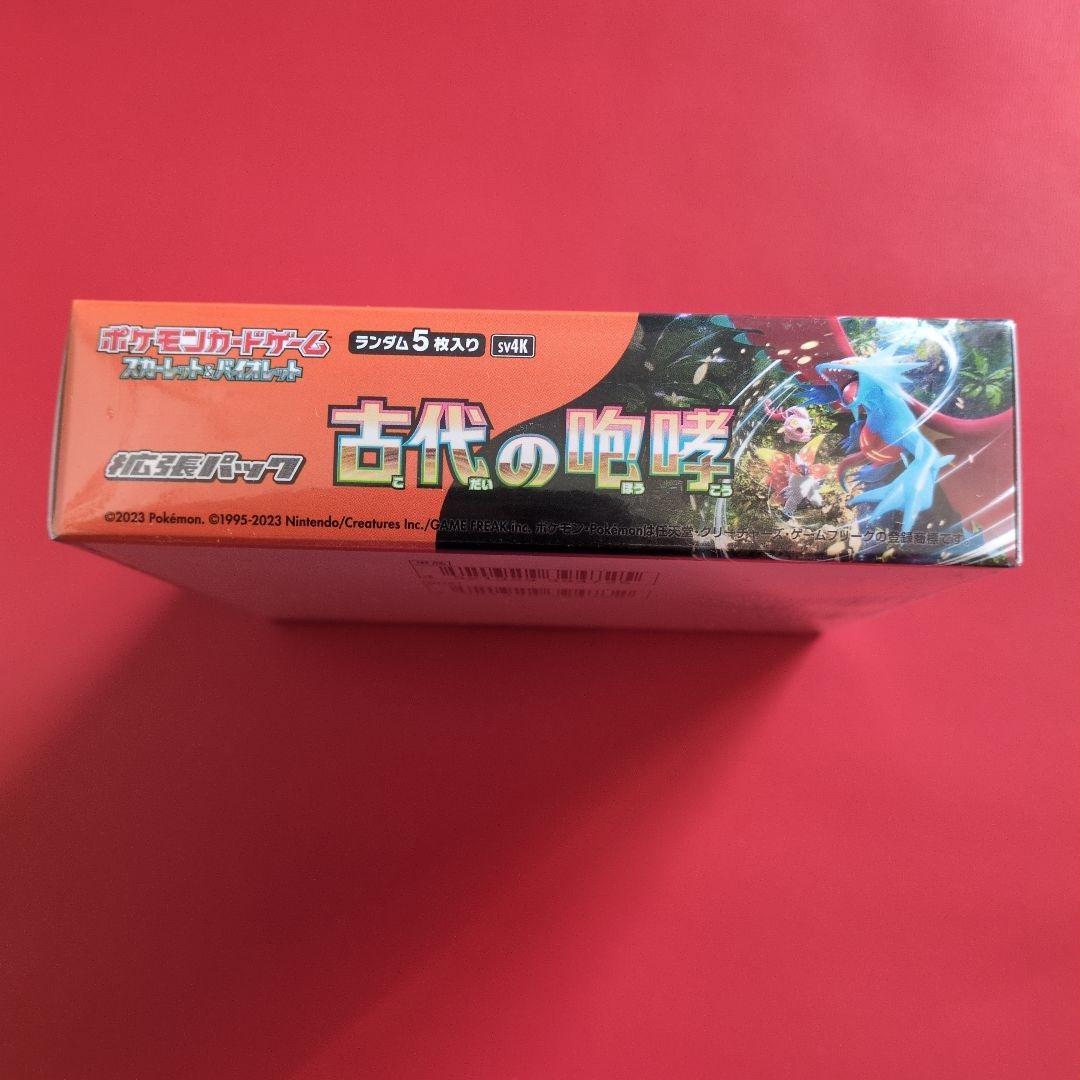 ポケモンカードゲーム
スカーレット&バイオレット
ランダム5枚入り sv4K
拡張パック
古代の咆哮
こ だい ほう こう
©2023 Pokémon. ©1995-2023 Nintendo/Creatures Inc./GAME FREAK inc. ポケモン・Pokémonは任天堂・クリーチャーズ・ゲームフリークの登録商標です。